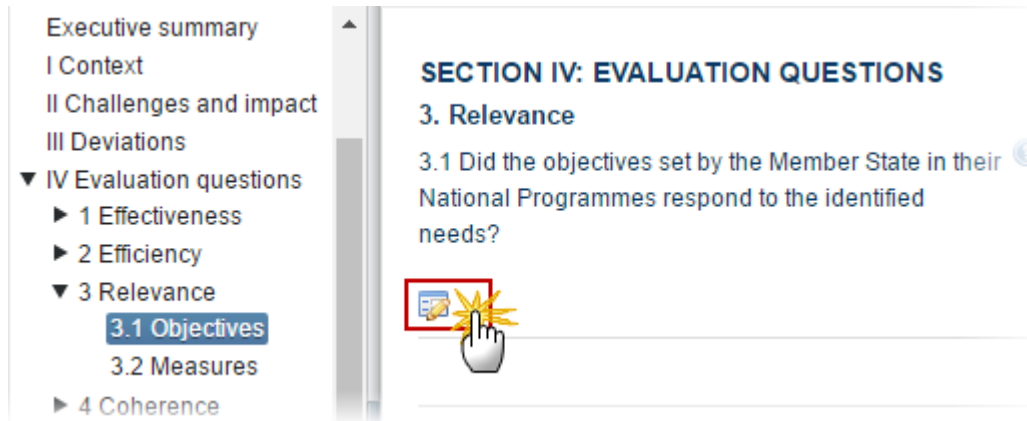 Executive summary
I Context
II Challenges and impact
III Deviations
▼ IV Evaluation questions
► 1 Effectiveness
► 2 Efficiency
▼ 3 Relevance
3.1 Objectives
3.2 Measures
► 4 Coherence
SECTION IV: EVALUATION QUESTIONS
3. Relevance
3.1 Did the objectives set by the Member State in their
National Programmes respond to the identified
needs?